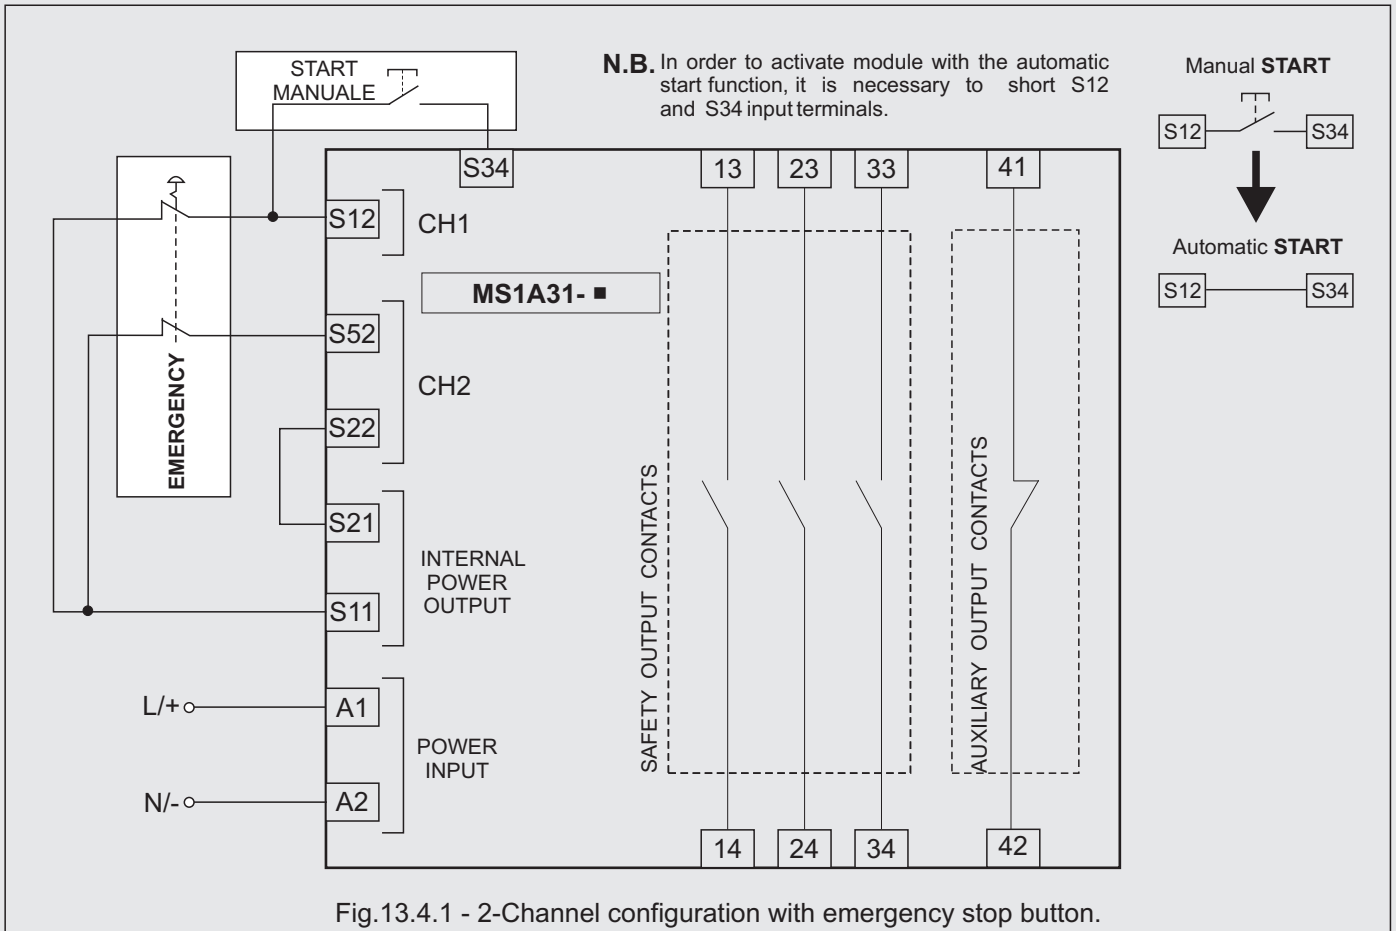 START
MANUALE
N.B. In order to activate module with the automatic
start function, it is necessary to short S12
and S34 input terminals.
Manual START
S12
S34
Automatic START
S12
S34
S34
13
23
33
41
S12
CH1
MS1A31- ■
S52
CH2
S22
EMERGENCY
S21
INTERNAL
POWER
OUTPUT
S11
SAFETY OUTPUT CONTACTS
AUXILIARY OUTPUT CONTACTS
L/+
A1
POWER
INPUT
N/-
A2
14
24
34
42
Fig.13.4.1 - 2-Channel configuration with emergency stop button.